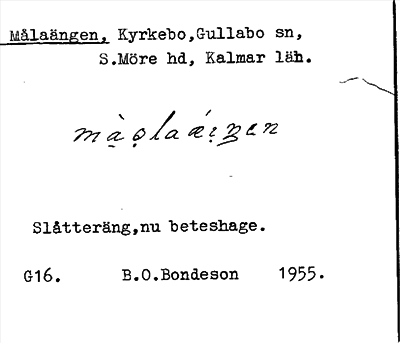 Målaängen, Kyrkebo,Gullabo sn,
S.Möre hd, Kalmar län.
Slåtteräng,nu beteshage.
G16. B.O.Bondeson 1955.